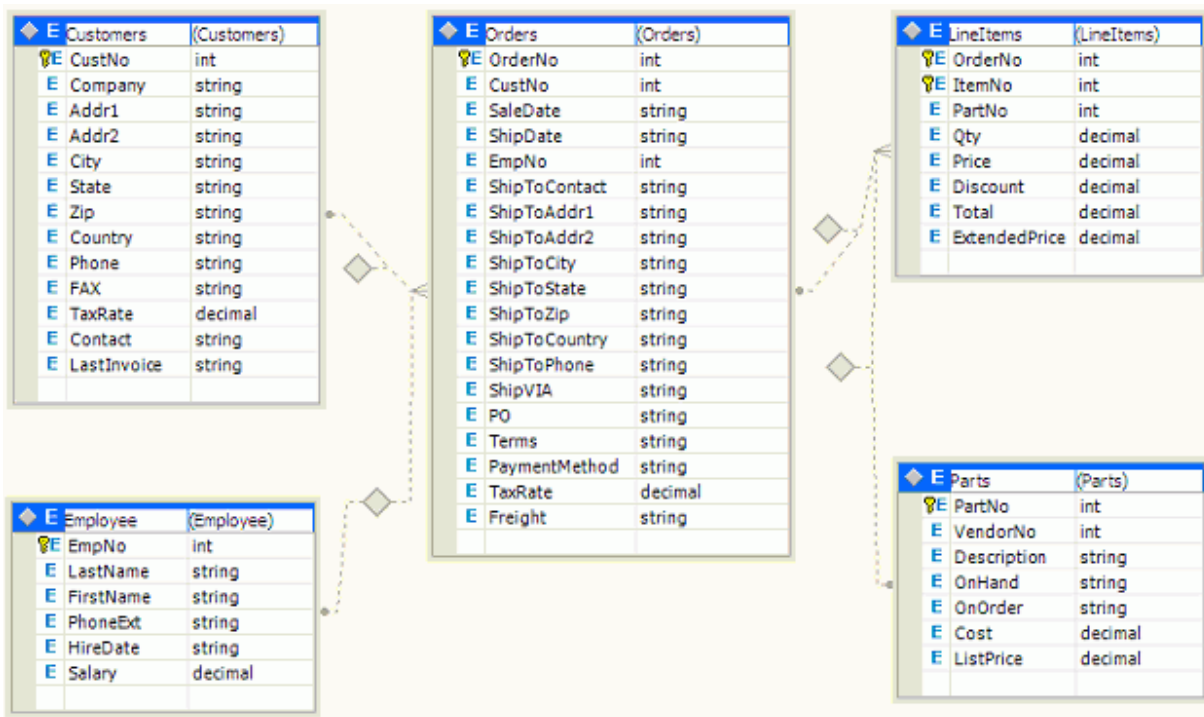 E Customers (Customers)
E CustNo int
E Company string
E Addr1 string
E Addr2 string
E City string
E State string
E Zip string
E Country string
E Phone string
E FAX string
E TaxRate decimal
E Contact string
E LastInvoice string
E Employee (Employee)
E EmpNo int
E LastName string
E FirstName string
E PhoneExt string
E HireDate string
E Salary decimal
E Orders (Orders)
E OrderNo int
E CustNo int
E SaleDate string
E ShipDate string
E EmpNo int
E ShipToContact string
E ShipToAddr1 string
E ShipToAddr2 string
E ShipToCity string
E ShipToState string
E ShipToZip string
E ShipToCountry string
E ShipToPhone string
E ShipVIA string
E PO string
E Terms string
E PaymentMethod string
E TaxRate decimal
E Freight string
E LineItems (LineItems)
E OrderNo int
E ItemNo int
E PartNo int
E Qty decimal
E Price decimal
E Discount decimal
E Total decimal
E ExtendedPrice decimal
E Parts (Parts)
E PartNo int
E VendorNo int
E Description string
E OnHand string
E OnOrder string
E Cost decimal
E ListPrice decimal